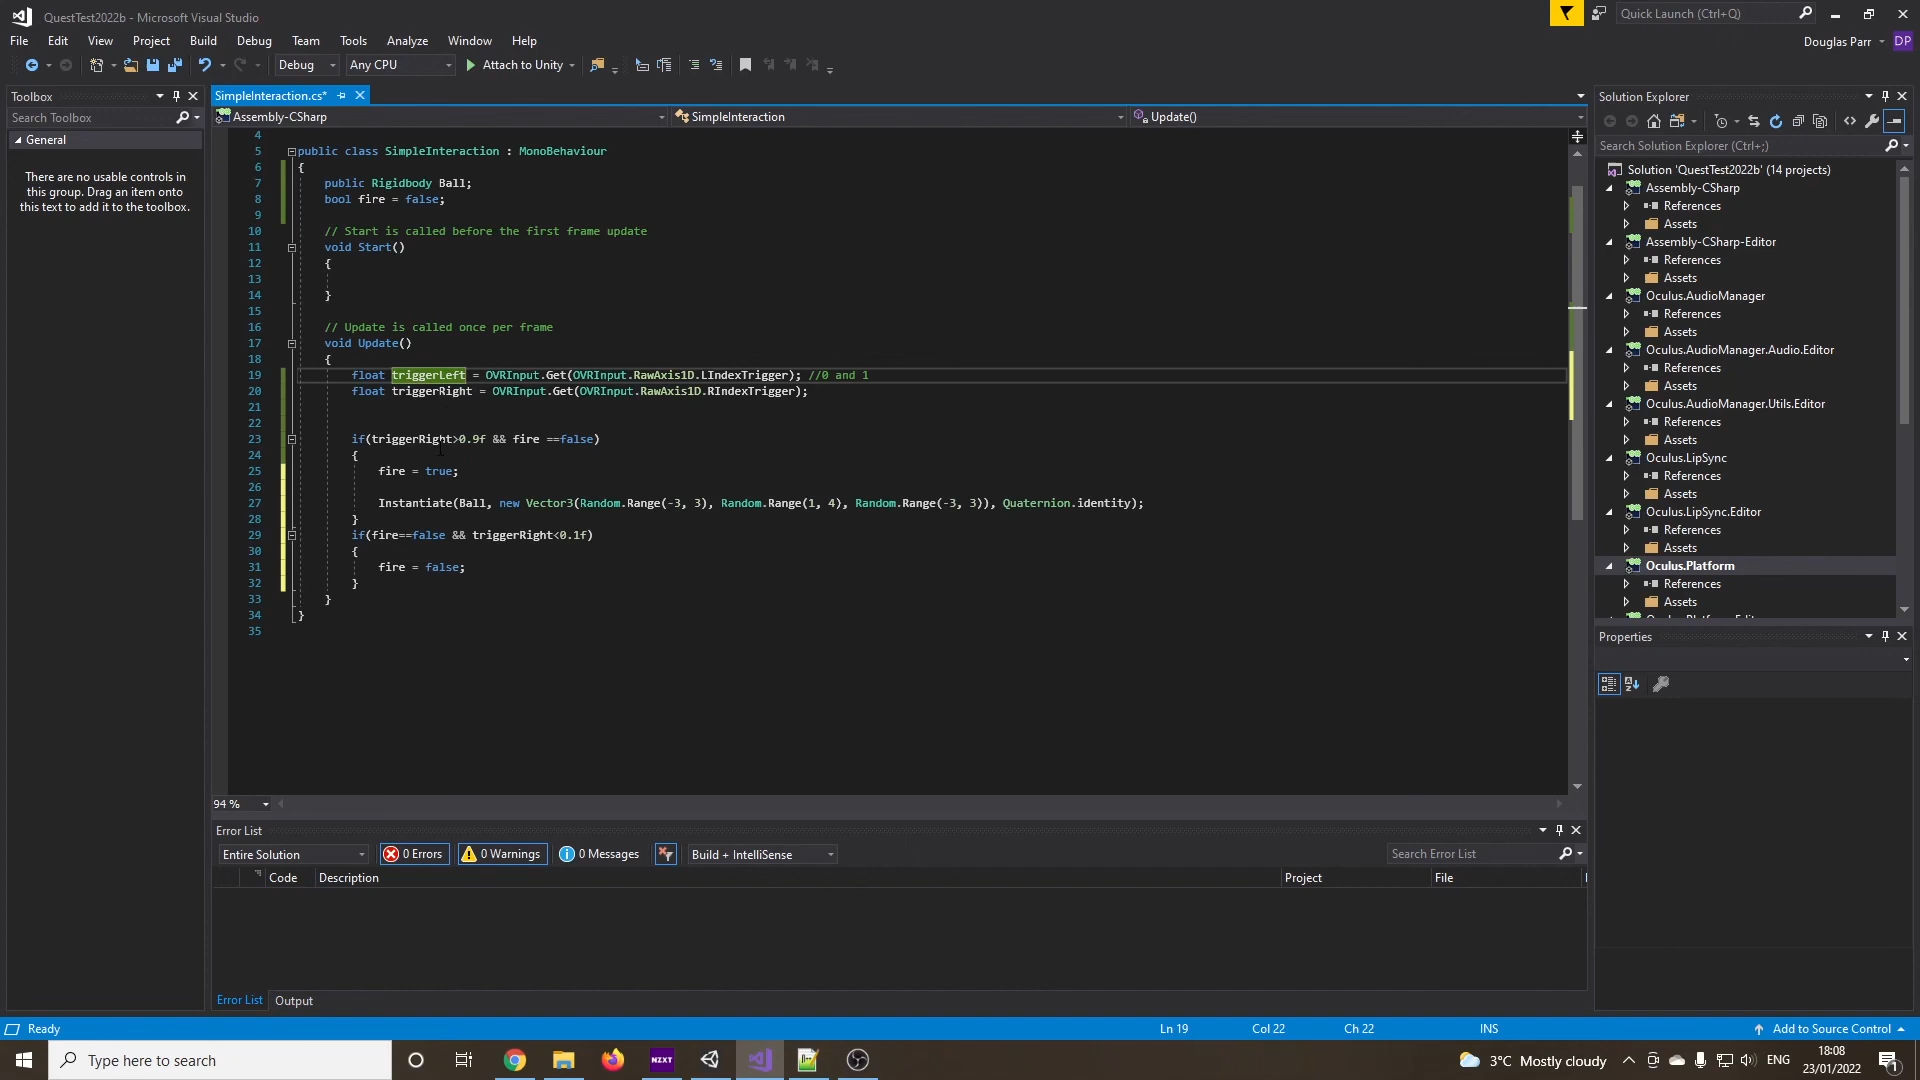 QuestTest2022b - Microsoft Visual Studio
Quick Launch (Ctrl+Q)
File Edit View Project Build Debug Team Tools Analyze Window Help
Douglas Parr DP
Debug Any CPU Attach to Unity
Toolbox
Search Toolbox
General
There are no usable controls in
this group. Drag an item onto
this text to add it to the toolbox.
SimpleInteraction.cs*
Assembly-CSharp SimpleInteraction Update()
4
5 public class SimpleInteraction : MonoBehaviour
6 {
7 public Rigidbody Ball;
8 bool fire = false;
9
10 // Start is called before the first frame update
11 void Start()
12 {
13
14 }
15
16 // Update is called once per frame
17 void Update()
18 {
19 float triggerLeft = OVRInput.Get(OVRInput.RawAxis1D.LIndexTrigger); //0 and 1
20 float triggerRight = OVRInput.Get(OVRInput.RawAxis1D.RIndexTrigger);
21
22
23 if(triggerRight>0.9f && fire ==false)
24 {
25 fire = true;
26
27 Instantiate(Ball, new Vector3(Random.Range(-3, 3), Random.Range(1, 4), Random.Range(-3, 3)), Quaternion.identity);
28 }
29 if(fire==false && triggerRight<0.1f)
30 {
31 fire = false;
32 }
33 }
34 }
35
94 %
Error List
Entire Solution 0 Errors 0 Warnings 0 Messages Build + IntelliSense Search Error List
Code Description Project File
Error List Output
Solution Explorer
Search Solution Explorer (Ctrl+;)
Solution 'QuestTest2022b' (14 projects)
Assembly-CSharp
References
Assets
Assembly-CSharp-Editor
References
Assets
Oculus.AudioManager
References
Assets
Oculus.AudioManager.Audio.Editor
References
Assets
Oculus.AudioManager.Utils.Editor
References
Assets
Oculus.LipSync
References
Assets
Oculus.LipSync.Editor
References
Assets
Oculus.Platform
References
Assets
Properties
Ready Ln 19 Col 22 Ch 22 INS Add to Source Control
Type here to search
NZXT
3°C Mostly cloudy
ENG
18:08
23/01/2022
1